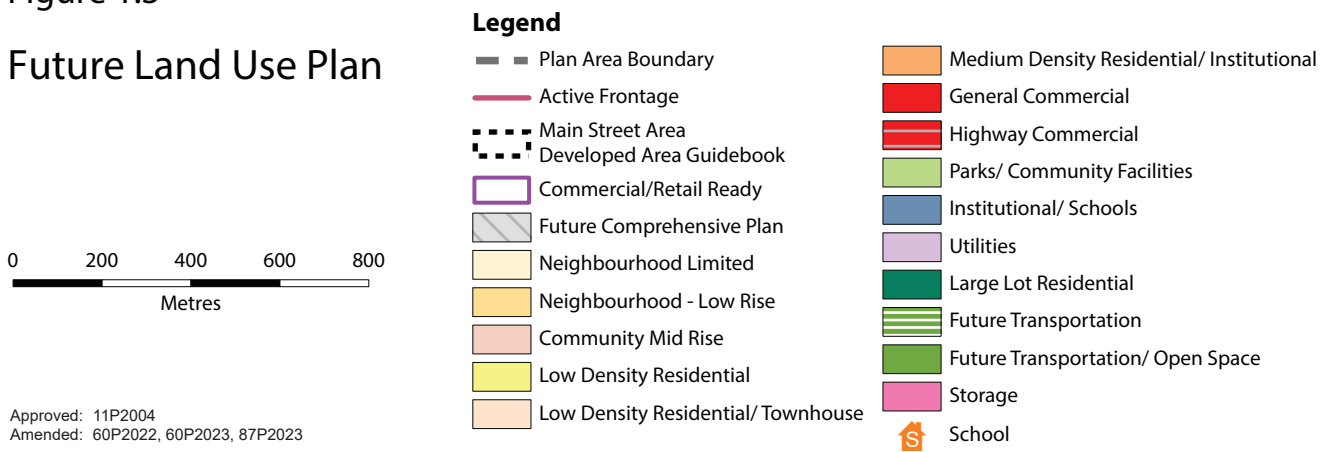 Future Land Use Plan
0 200 400 600 800
Metres
Approved: 11P2004
Amended: 60P2022, 60P2023, 87P2023
Legend
Plan Area Boundary
Active Frontage
Main Street Area
Developed Area Guidebook
Commercial/Retail Ready
Future Comprehensive Plan
Neighbourhood Limited
Neighbourhood - Low Rise
Community Mid Rise
Low Density Residential
Low Density Residential/ Townhouse
Medium Density Residential/ Institutional
General Commercial
Highway Commercial
Parks/ Community Facilities
Institutional/ Schools
Utilities
Large Lot Residential
Future Transportation
Future Transportation/ Open Space
Storage
S School